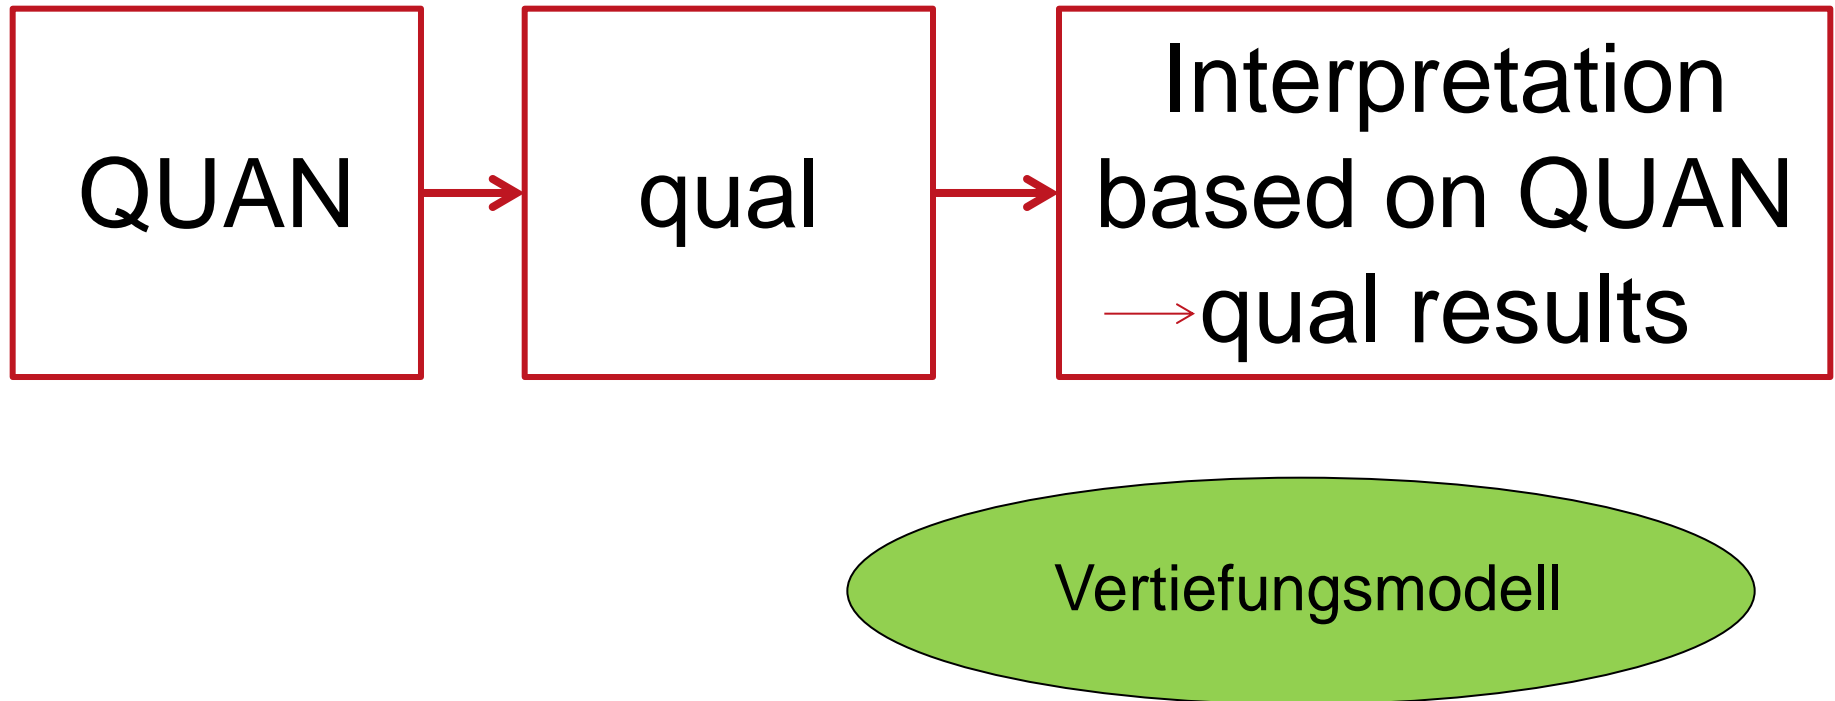 QUAN
qual
Interpretation
based on QUAN
qual results
Vertiefungsmodell